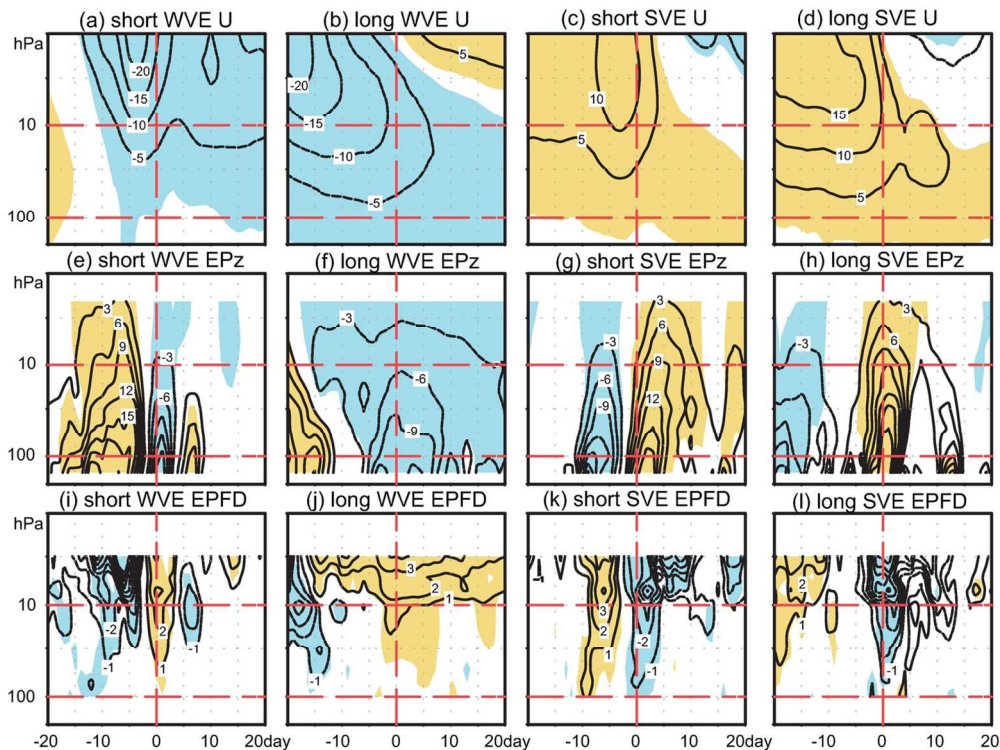 (a) short WVE U (b) long WVE U (c) short SVE U (d) long SVE U
hPa
-20 -20 5 10 15
-15 -15
-10 -10 10
10
-5 5
-5 5
100
(e) short WVE EPz (f) long WVE EPz (g) short SVE EPz (h) long SVE EPz
hPa
3 -3 3 3
6 6 6
9 -3 -3 -3
10
-6 9
12 -6 -6 12
15 -9 -9
100
(i) short WVE EPFD (j) long WVE EPFD (k) short SVE EPFD (l) long SVE EPFD
hPa
3 2
2 1
10
1 3
-2 2 2 -2
-1 1 -1 1 -1 -1
100
-20 -10 0 10 20day -10 0 10 20day -10 0 10 20day -10 0 10 20